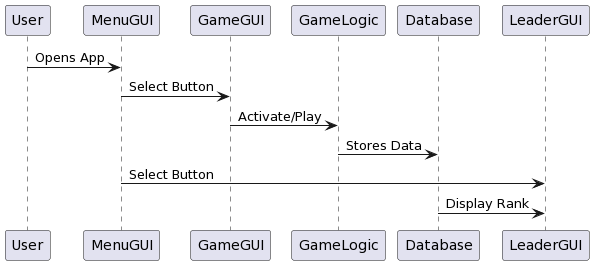 User MenuGUI GameGUI GameLogic Database LeaderGUI
Opens App
Select Button
Activate/Play
Stores Data
Select Button
Display Rank
User MenuGUI GameGUI GameLogic Database LeaderGUI